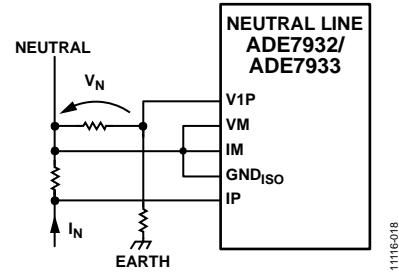 NEUTRAL LINE
ADE7932/
ADE7933
NEUTRAL
V_N
V1P
VM
IM
GND_ISO
IP
I_N
EARTH
11116-018